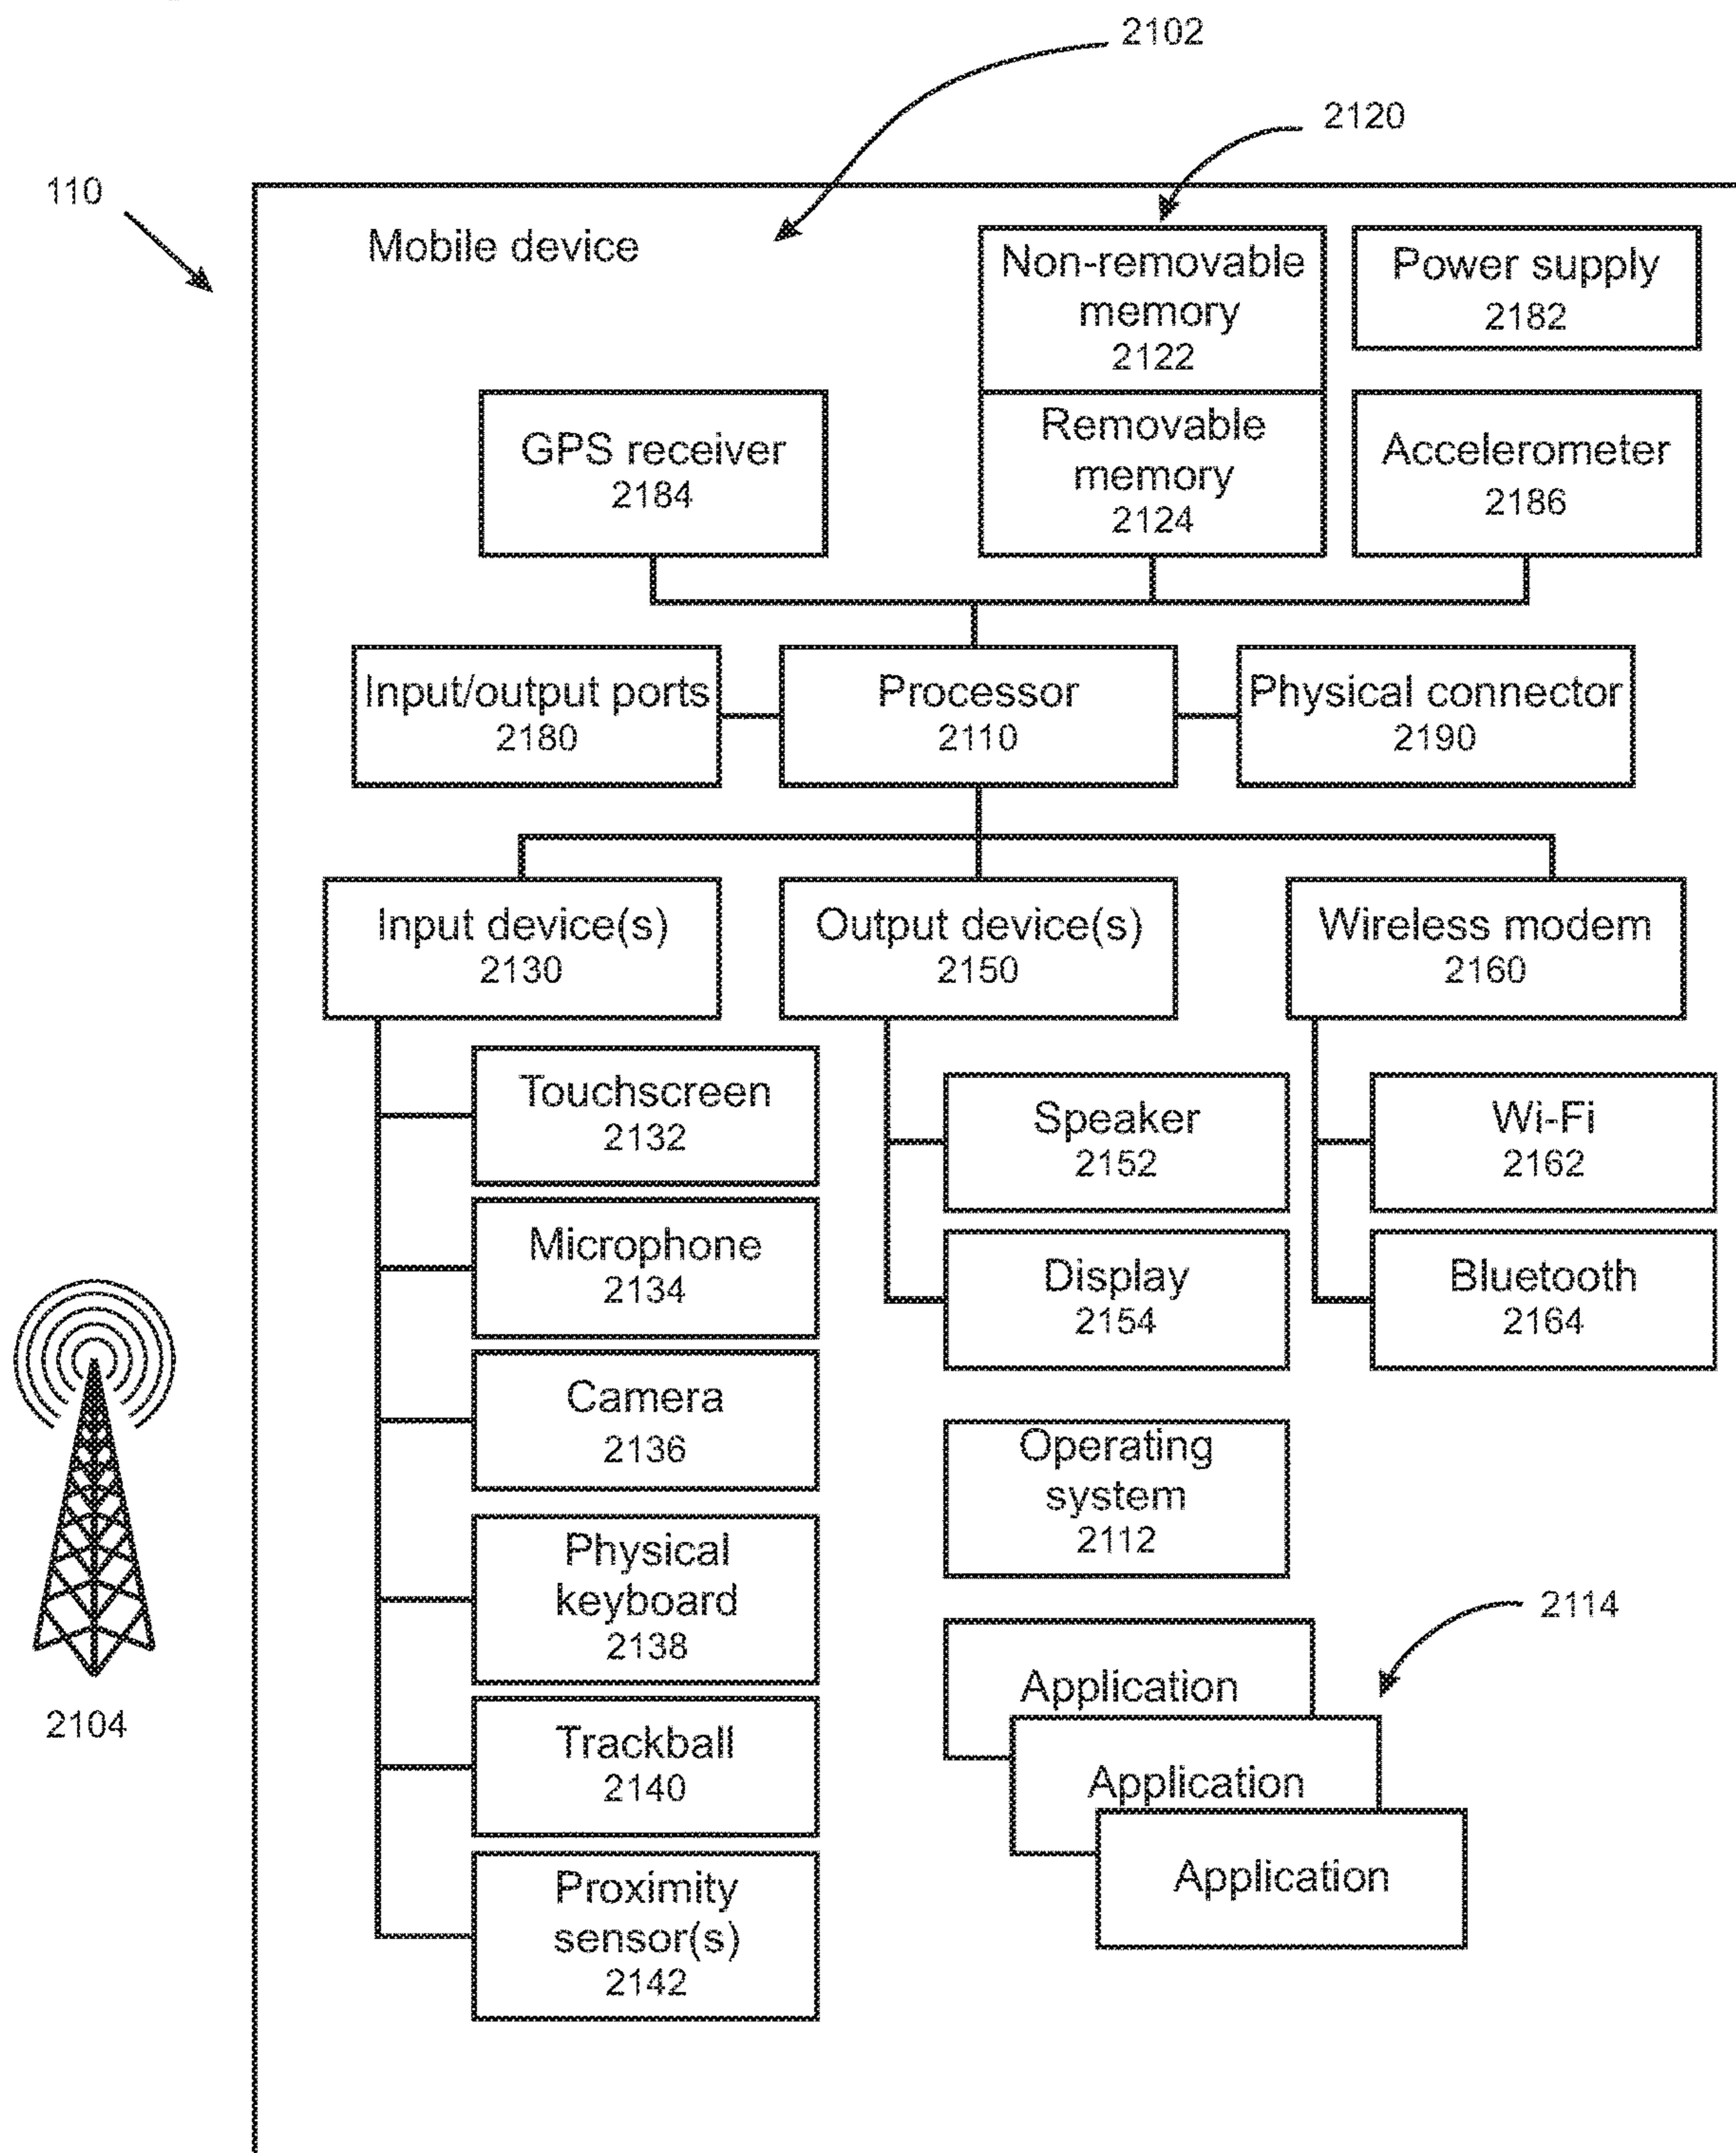 2102
2120
110
Mobile device
Non-removable
memory
2122
Power supply
2182
GPS receiver
2184
Removable
memory
2124
Accelerometer
2186
Input/output ports
2180
Processor
2110
Physical connector
2190
Input device(s)
2130
Output device(s)
2150
Wireless modem
2160
Touchscreen
2132
Speaker
2152
Wi-Fi
2162
Microphone
2134
Display
2154
Bluetooth
2164
Camera
2136
Operating
system
2112
Physical
keyboard
2138
2114
Application
Application
Application
Trackball
2140
Proximity
sensor(s)
2142
2104